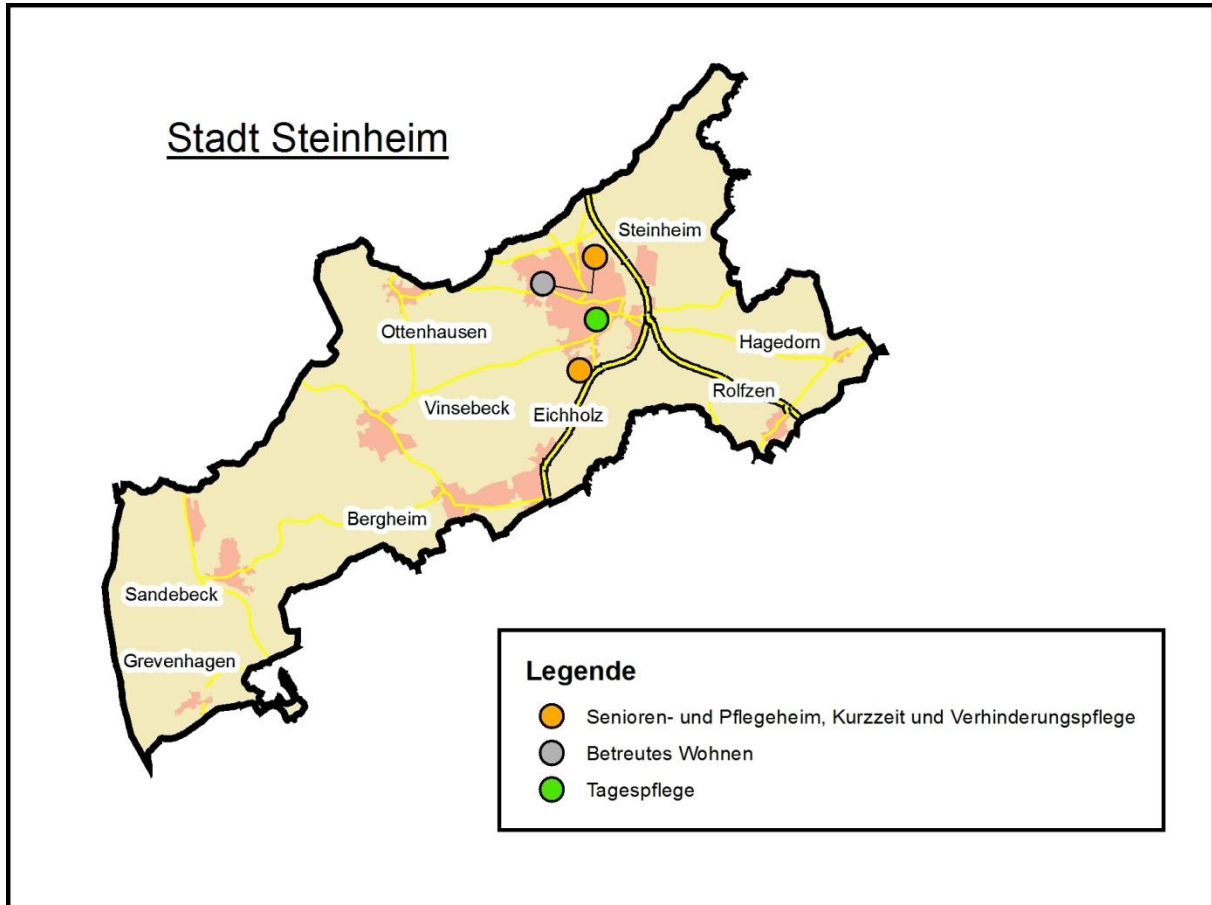 Stadt Steinheim
Steinheim
Ottenhausen
Hagedorn
Rolfzen
Vinsebeck
Eichholz
Bergheim
Sandebeck
Grevenhagen
Legende
Senioren- und Pflegeheim, Kurzzeit und Verhinderungspflege
Betreutes Wohnen
Tagespflege